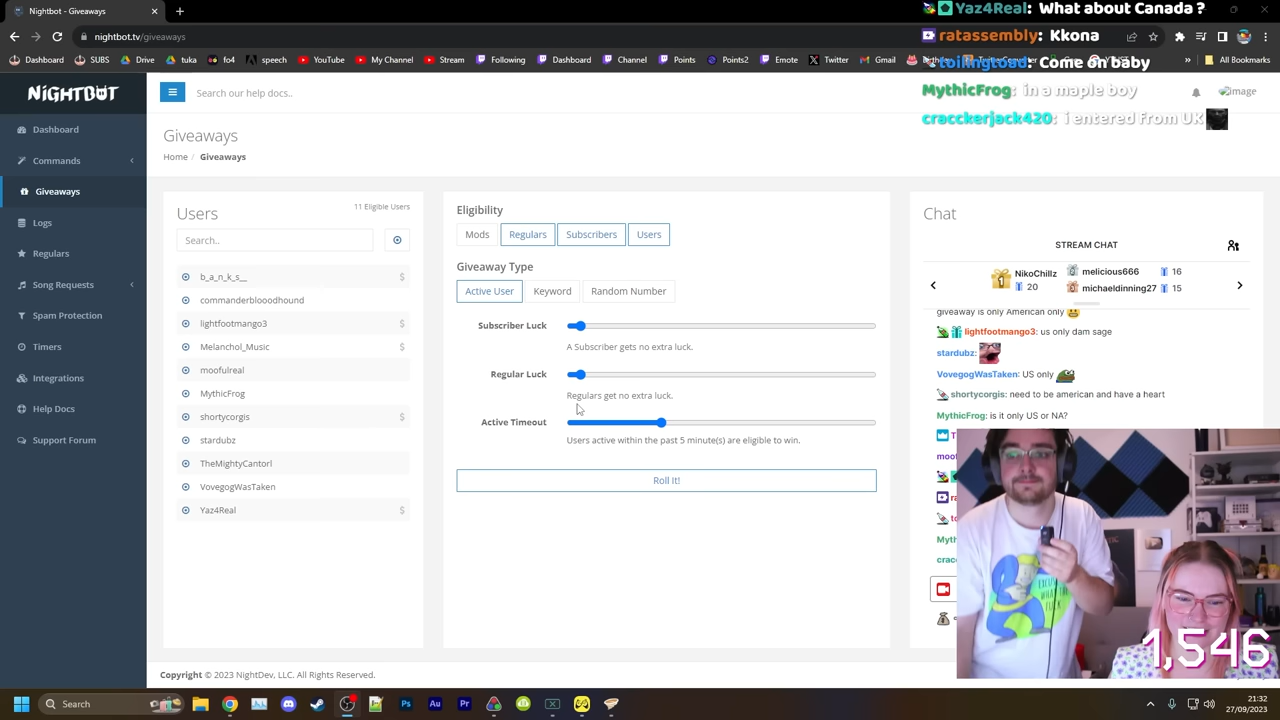 Nightbot - Giveaways
nightbot.tv/giveaways
Dashboard
SUBS
Drive
tuka
fo4
Speech
YouTube
My Channel
Stream
Following
Dashboard
Channel
Points
Points2
Emote
All Bookmarks
Yaz4Real: What about Canada ?
ratassembly: Kkona
toilingtoad: Come on baby
MythicFrog: in a maple boy
cracckerjack420: i entered from UK
NiGHTBOT
Search our help docs..
image
Dashboard
Commands
Giveaways
Logs
Regulars
Song Requests
Spam Protection
Timers
Integrations
Help Docs
Support Forum
Giveaways
Home / Giveaways
Users
11 Eligible Users
Search..
b_a_n_k_s__ $
commanderblooodhound
lightfootmango3 $
Melanchol_Music $
moofulreal
MythicFrog
shortycorgis $
stardubz
TheMightyCantorl
VovegogWasTaken
Yaz4Real $
Eligibility
Mods Regulars Subscribers Users
Giveaway Type
Active User Keyword Random Number
Subscriber Luck
A Subscriber gets no extra luck.
Regular Luck
Regulars get no extra luck.
Active Timeout
Users active within the past 5 minute(s) are eligible to win.
Roll It!
Chat
STREAM CHAT
NikoChillz
20
melicious666 16
michaeldinning27 15
giveaway is only American only
lightfootmango3: us only dam sage
stardubz:
VovegogWasTaken: US only
shortycorgis: need to be american and have a heart
MythicFrog: is it only US or NA?
1,546
Copyright © 2023 NightDev, LLC. All Rights Reserved.
Search
21:32
27/09/2023